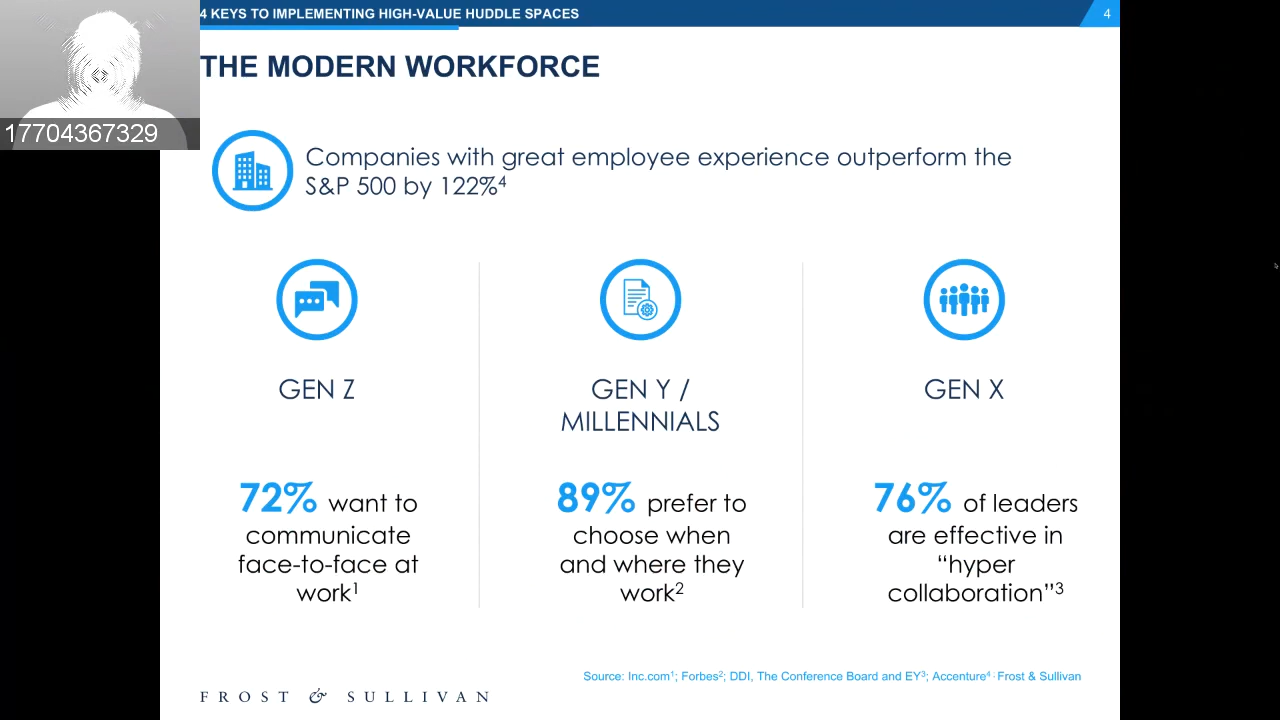 4 KEYS TO IMPLEMENTING HIGH-VALUE HUDDLE SPACES
4
THE MODERN WORKFORCE
17704367329
Companies with great employee experience outperform the
S&P 500 by 122%⁴
GEN Z
72% want to
communicate
face-to-face at
work¹
GEN Y /
MILLENNIALS
89% prefer to
choose when
and where they
work²
GEN X
76% of leaders
are effective in
“hyper
collaboration”³
Source: Inc.com¹; Forbes²; DDI, The Conference Board and EY³; Accenture⁴ · Frost & Sullivan
FROST & SULLIVAN